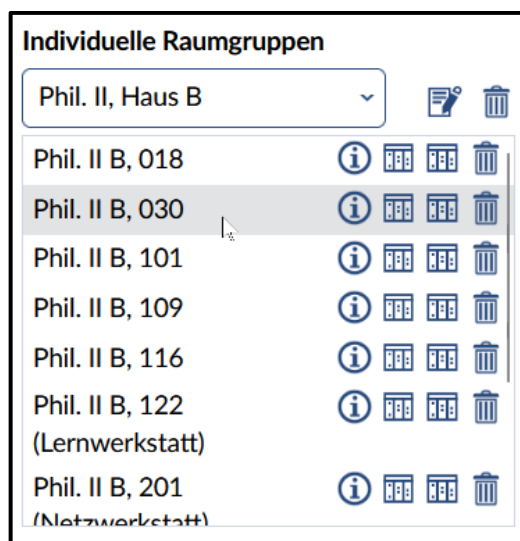 Individuelle Raumgruppen
Phil. II, Haus B
Phil. II B, 018
Phil. II B, 030
Phil. II B, 101
Phil. II B, 109
Phil. II B, 116
Phil. II B, 122
(Lernwerkstatt)
Phil. II B, 201
(Netzwerkstatt)